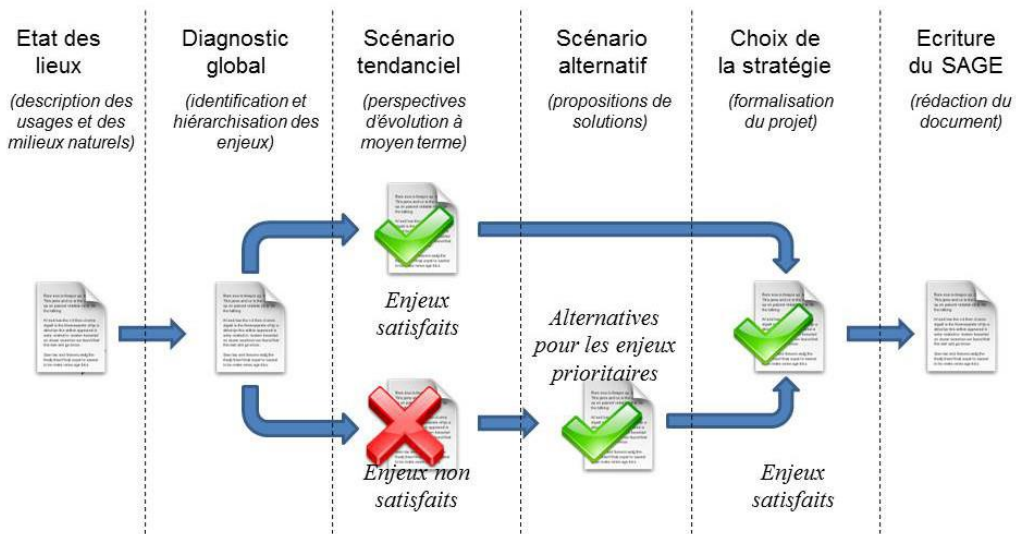 Etat des
lieux
(description des
usages et des
milieux naturels)
Diagnostic
global
(identification et
hiérarchisation des
enjeux)
Scénario
tendanciel
(perspectives
d'évolution à
moyen terme)
Scénario
alternatif
(propositions de
solutions)
Choix de
la stratégie
(formalisation
du projet)
Ecriture
du SAGE
(rédaction du
document)
Enjeux
satisfaits
Alternatives
pour les enjeux
prioritaires
Enjeux non
satisfaits
Enjeux
satisfaits